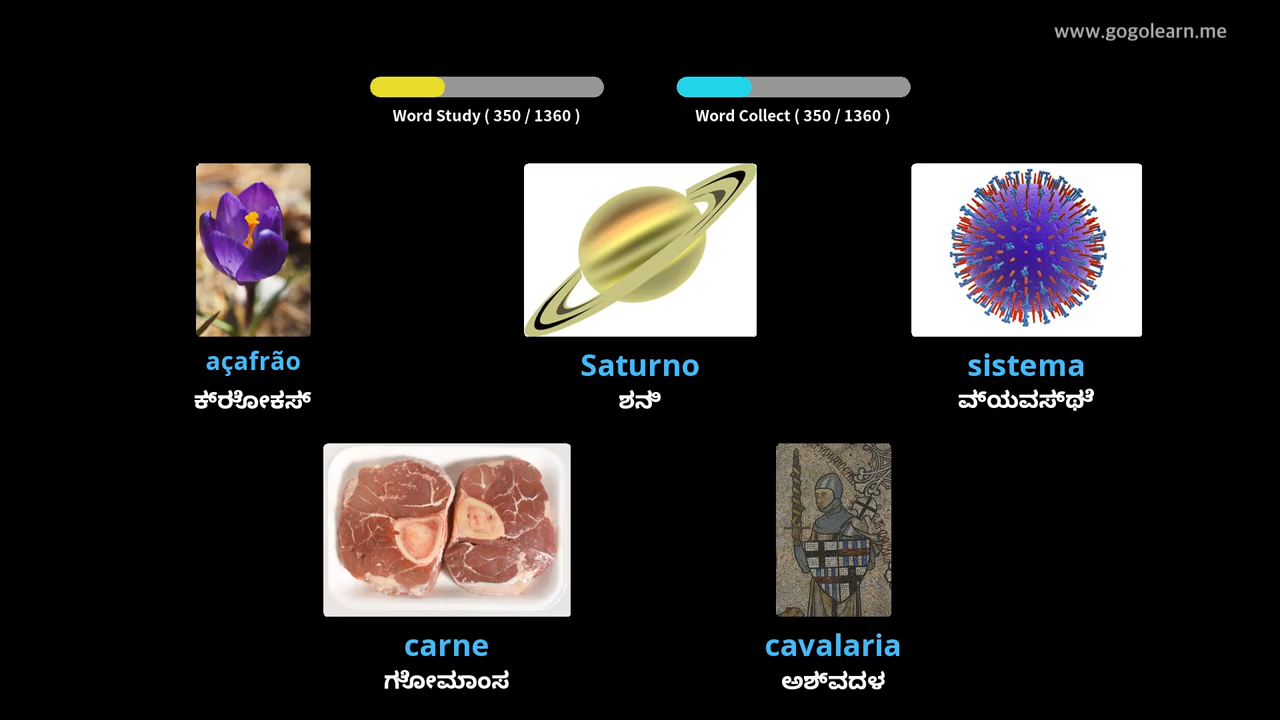 www.gogolearn.me
Word Study ( 350 / 1360 )
Word Collect ( 350 / 1360 )
açafrão
ಕ್ರೋಕಸ್
Saturno
ಶನಿ
sistema
ವ್ಯವಸ್ಥೆ
carne
ಗೋಮಾಂಸ
cavalaria
ಅಶ್ವದಳ